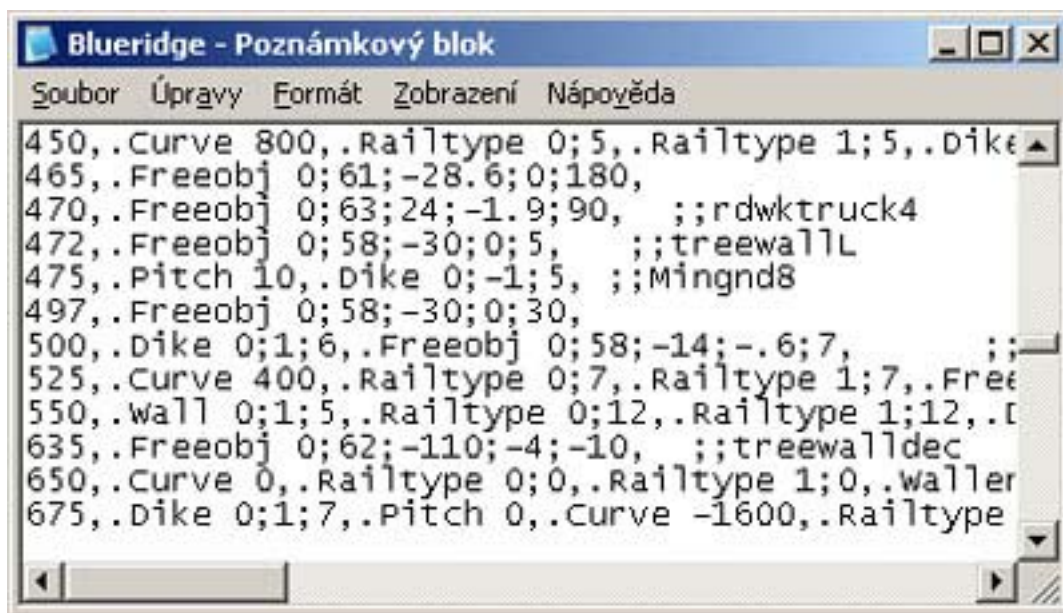 Blueridge - Poznámkový blok
Soubor Úpravy Formát Zobrazení Nápověda
450,.Curve 800,.Railtype 0;5,.Railtype 1;5,.Dike
465,.Freeobj 0;61;-28.6;0;180,
470,.Freeobj 0;63;24;-1.9;90, ;;rdwktruck4
472,.Freeobj 0;58;-30;0;5, ;;treewallL
475,.Pitch 10,.Dike 0;-1;5, ;;Mingnd8
497,.Freeobj 0;58;-30;0;30,
500,.Dike 0;1;6,.Freeobj 0;58;-14;-.6;7, ;;
525,.Curve 400,.Railtype 0;7,.Railtype 1;7,.Free
550,.Wall 0;1;5,.Railtype 0;12,.Railtype 1;12,.D
635,.Freeobj 0;62;-110;-4;-10, ;;treewalldec
650,.Curve 0,.Railtype 0;0,.Railtype 1;0,.Wallen
675,.Dike 0;1;7,.Pitch 0,.Curve -1600,.Railtype